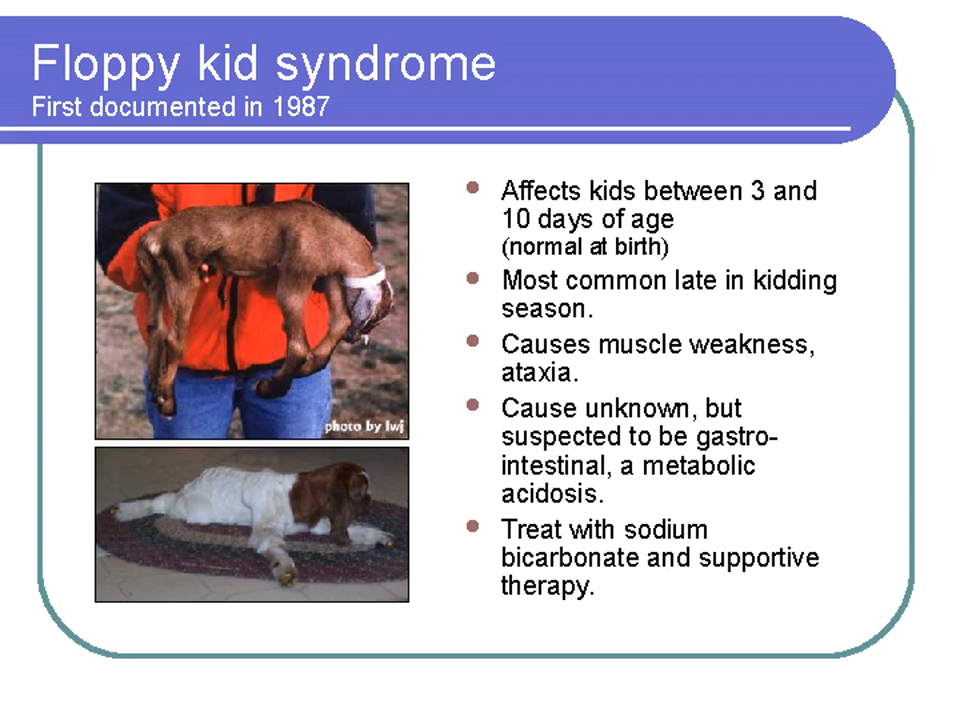 Floppy kid syndrome
First documented in 1987
photo by lwj
Affects kids between 3 and
10 days of age
(normal at birth)
Most common late in kidding
season.
Causes muscle weakness,
ataxia.
Cause unknown, but
suspected to be gastro-
intestinal, a metabolic
acidosis.
Treat with sodium
bicarbonate and supportive
therapy.